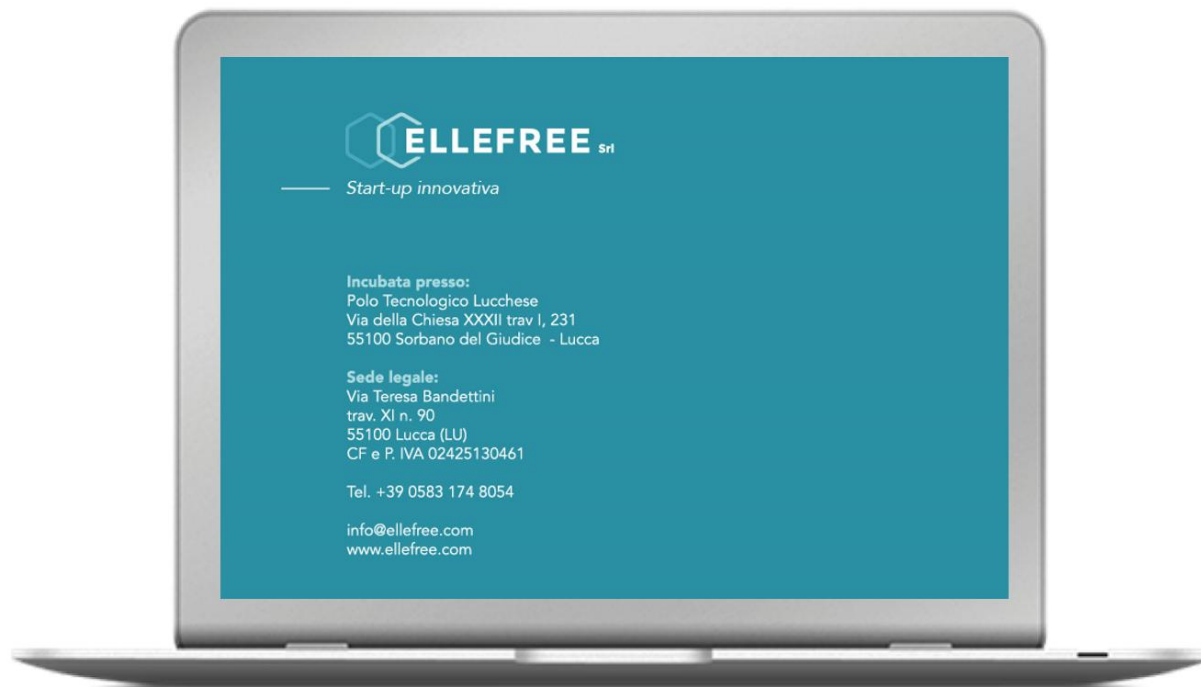 ELLEFREE Srl
Start-up innovativa
Incubata presso:
Polo Tecnologico Lucchese
Via della Chiesa XXXII trav I, 231
55100 Sorbano del Giudice - Lucca
Sede legale:
Via Teresa Bandettini
trav. XI n. 90
55100 Lucca (LU)
CF e P. IVA 02425130461
Tel. +39 0583 174 8054
info@ellefree.com
www.ellefree.com